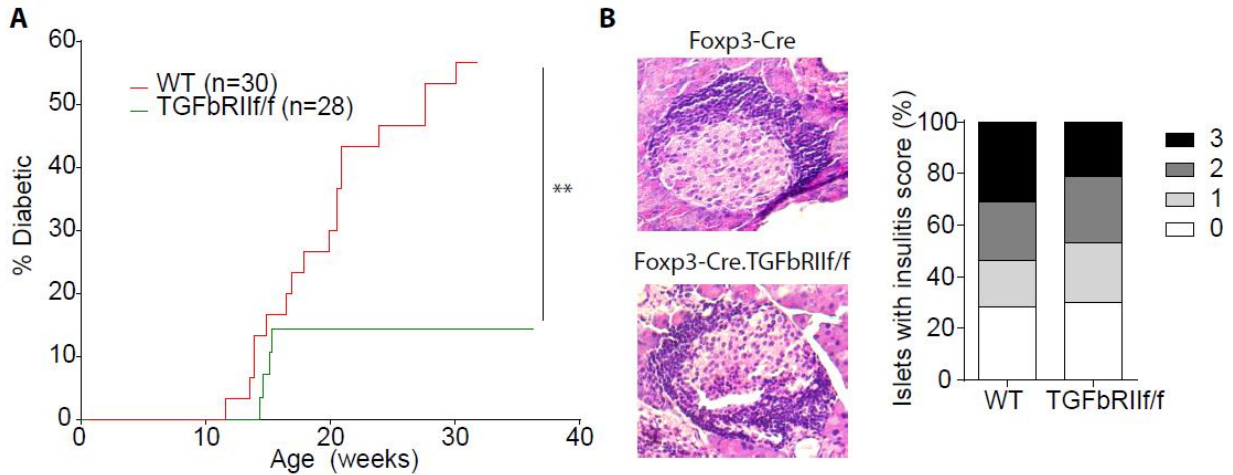 A
60
50
40
30
20
10
0
% Diabetic
WT (n=30)
TGFbRIIf/f (n=28)
**
0 10 20 30 40
Age (weeks)
B
Foxp3-Cre
Foxp3-Cre.TGFbRIIf/f
Islets with insulitis score (%)
100
80
60
40
20
0
WT TGFbRIIf/f
3
2
1
0